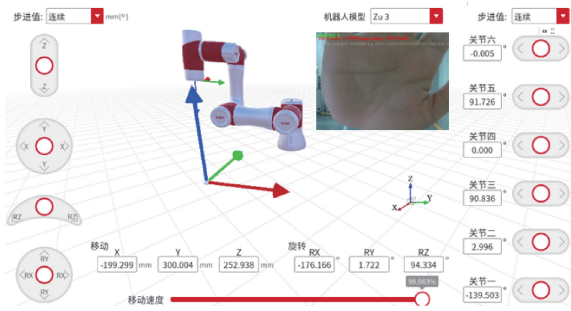 步进值: 连续 mm(°)
机器人模型 Zu 3
步进值: 连续
Z
Z
Y
X X
Y
RZ RZ
RY
RX RX
RY
Z
Y
X
关节六
-0.005 °
关节五
91.726 °
关节四
0.000 °
关节三
90.836 °
关节二
2.996 °
关节一
-139.503 °
移动
X Y Z
-199.299 mm 300.004 mm 252.938 mm
旋转
RX RY RZ
-176.166 ° 1.722 ° 94.334 °
98.063%
移动速度